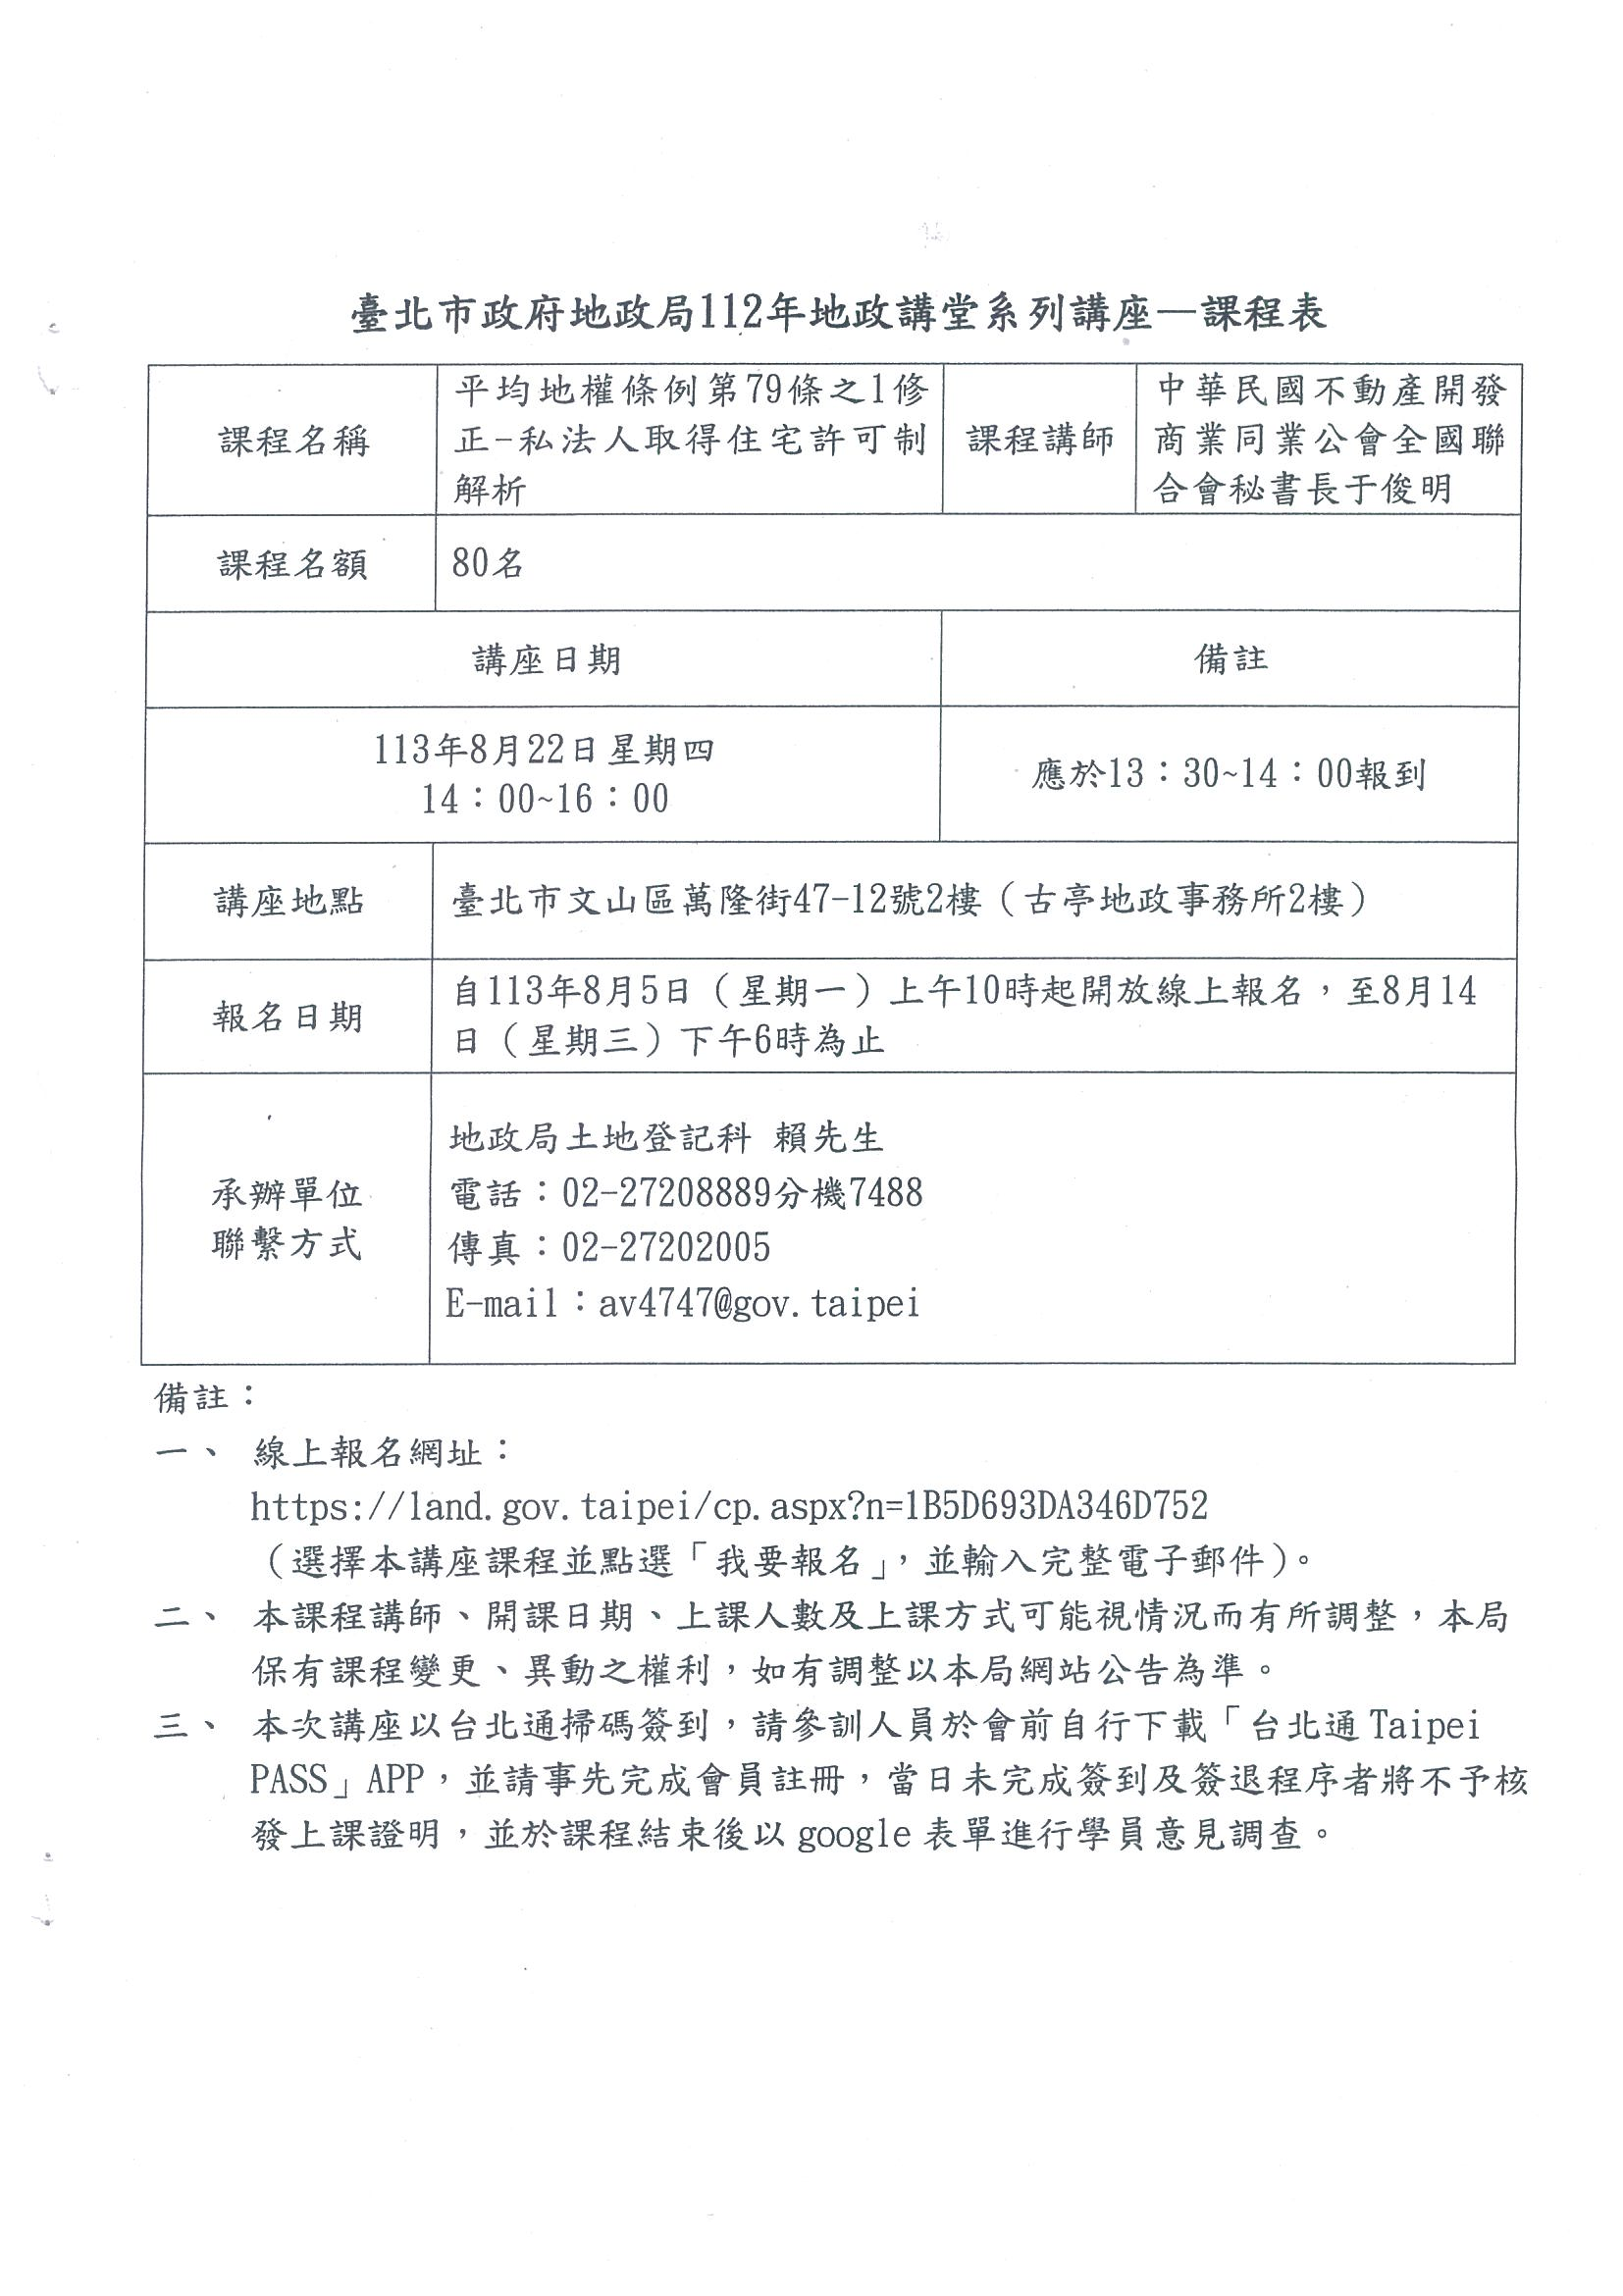 臺北市政府地政局112年地政講堂系列講座—課程表
課程名稱
平均地權條例第79條之1修
正-私法人取得住宅許可制
解析
課程講師
中華民國不動產開發
商業同業公會全國聯
合會秘書長于俊明
課程名額
80名
講座日期
備註
113年8月22日星期四
14：00~16：00
應於13：30~14：00報到
講座地點
臺北市文山區萬隆街47-12號2樓（古亭地政事務所2樓）
報名日期
自113年8月5日（星期一）上午10時起開放線上報名，至8月14
日（星期三）下午6時為止
承辦單位
聯繫方式
地政局土地登記科 賴先生
電話：02-27208889分機7488
傳真：02-27202005
E-mail：av4747@gov.taipei
備註：
一、 線上報名網址：
https://land.gov.taipei/cp.aspx?n=1B5D693DA346D752
（選擇本講座課程並點選「我要報名」，並輸入完整電子郵件）。
二、 本課程講師、開課日期、上課人數及上課方式可能視情況而有所調整，本局
保有課程變更、異動之權利，如有調整以本局網站公告為準。
三、 本次講座以台北通掃碼簽到，請參訓人員於會前自行下載「台北通 Taipei
PASS」APP，並請事先完成會員註冊，當日未完成簽到及簽退程序者將不予核
發上課證明，並於課程結束後以 google 表單進行學員意見調查。